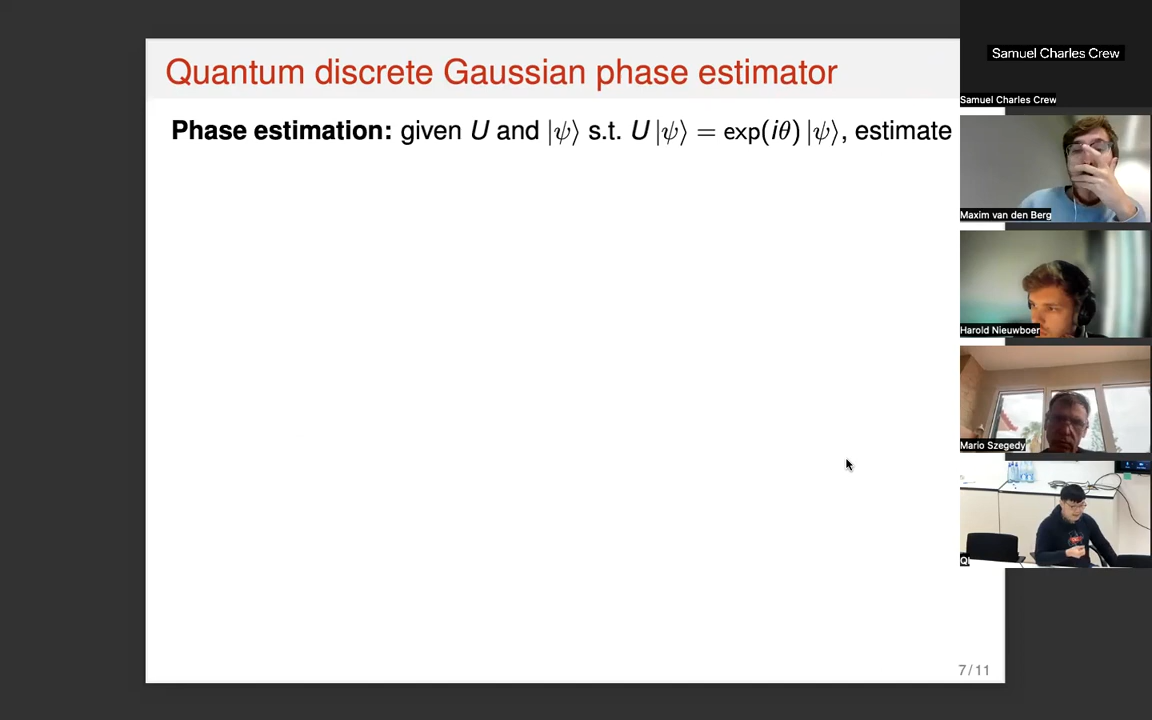 Quantum discrete Gaussian phase estimator
Phase estimation: given U and |ψ⟩ s.t. U|ψ⟩ = exp(iθ)|ψ⟩, estimate
7/11
Samuel Charles Crew
Samuel Charles Crew
Maxim van den Berg
Harold Nieuwboer
Mario Szegedy